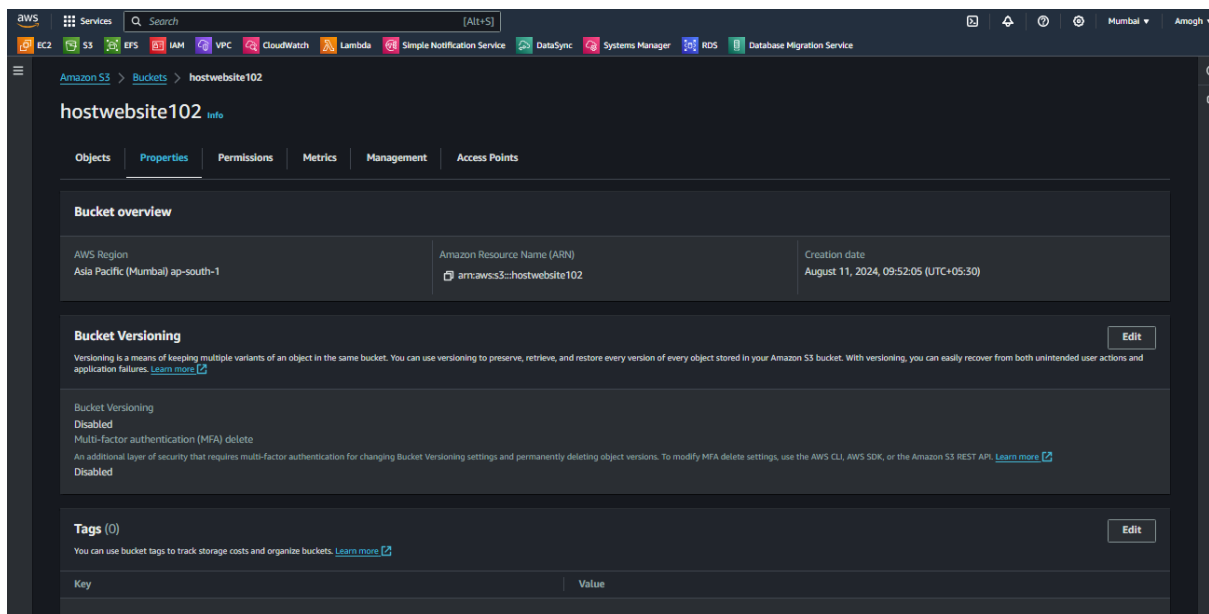 aws
Services
Search
[Alt+S]
Mumbai
Amogh
EC2
S3
EFS
IAM
VPC
CloudWatch
Lambda
Simple Notification Service
DataSync
Systems Manager
RDS
Database Migration Service
Amazon S3 > Buckets > hostwebsite102
hostwebsite102 Info
Objects
Properties
Permissions
Metrics
Management
Access Points
Bucket overview
AWS Region
Asia Pacific (Mumbai) ap-south-1
Amazon Resource Name (ARN)
arn:aws:s3:::hostwebsite102
Creation date
August 11, 2024, 09:52:05 (UTC+05:30)
Bucket Versioning
Edit
Versioning is a means of keeping multiple variants of an object in the same bucket. You can use versioning to preserve, retrieve, and restore every version of every object stored in your Amazon S3 bucket. With versioning, you can easily recover from both unintended user actions and
application failures. Learn more
Bucket Versioning
Disabled
Multi-factor authentication (MFA) delete
An additional layer of security that requires multi-factor authentication for changing Bucket Versioning settings and permanently deleting object versions. To modify MFA delete settings, use the AWS CLI, AWS SDK, or the Amazon S3 REST API. Learn more
Disabled
Tags (0)
Edit
You can use bucket tags to track storage costs and organize buckets. Learn more
Key
Value